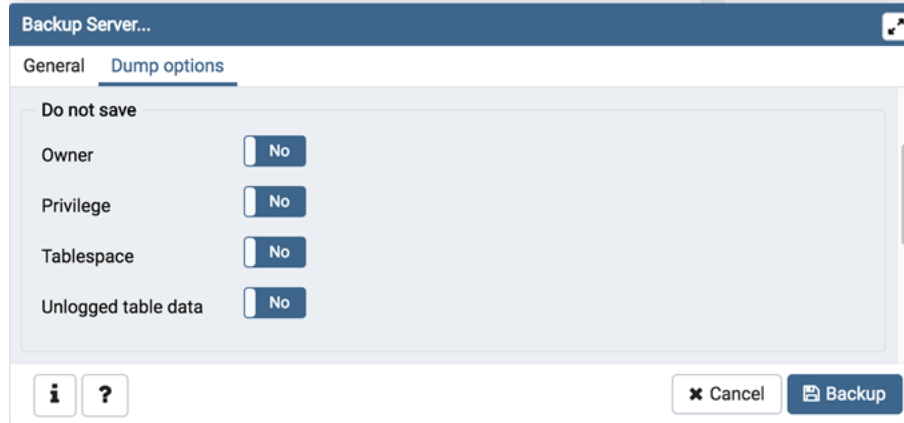 Backup Server...
General Dump options
Do not save
Owner No
Privilege No
Tablespace No
Unlogged table data No
i ? Cancel Backup